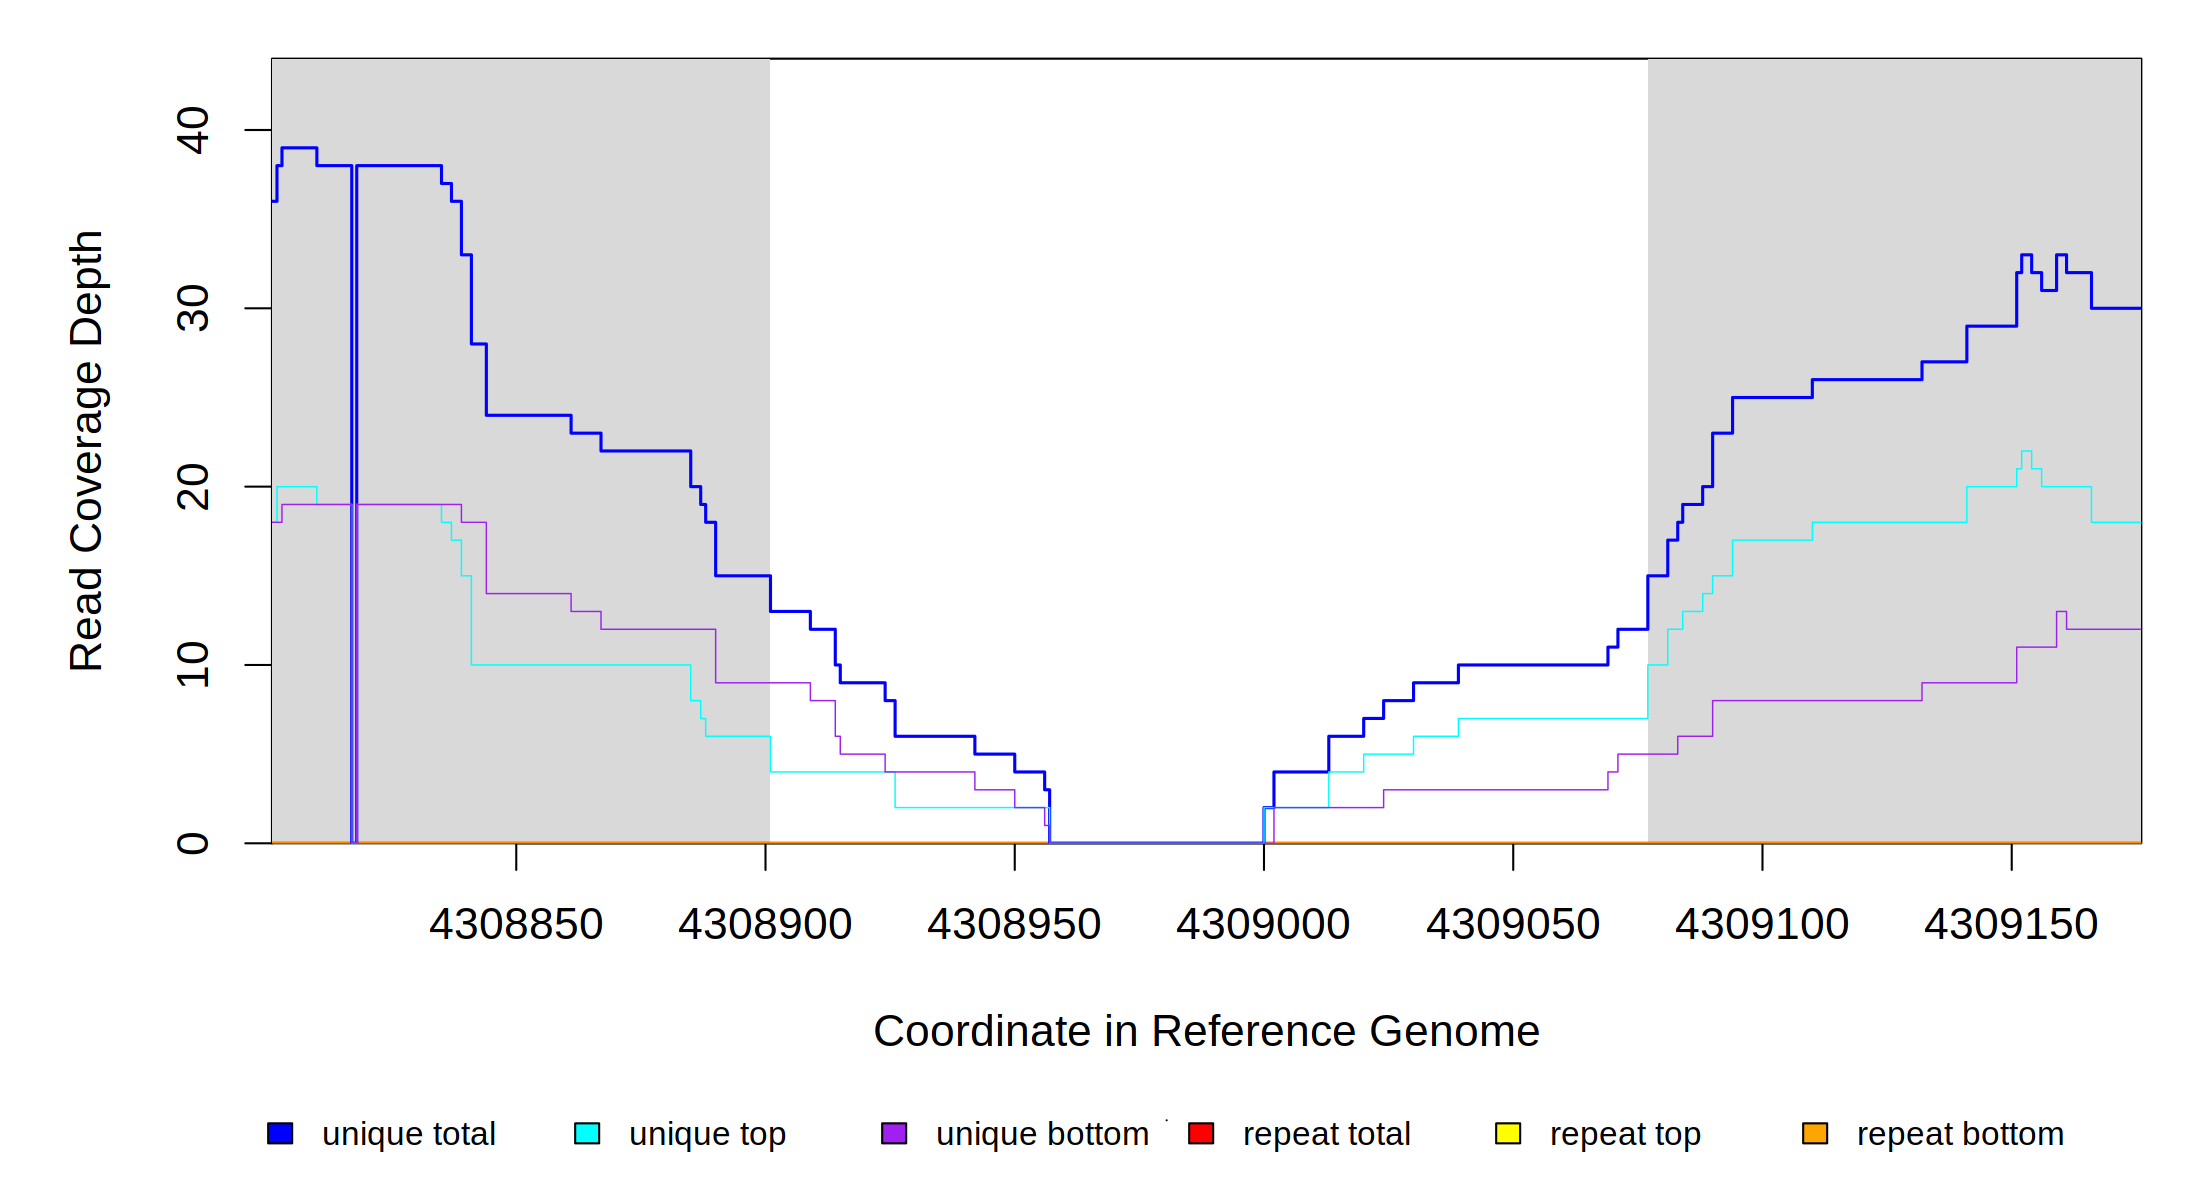 40
30
20
10
0
Read Coverage Depth
4308850 4308900 4308950 4309000 4309050 4309100 4309150
Coordinate in Reference Genome
unique total unique top unique bottom repeat total repeat top repeat bottom